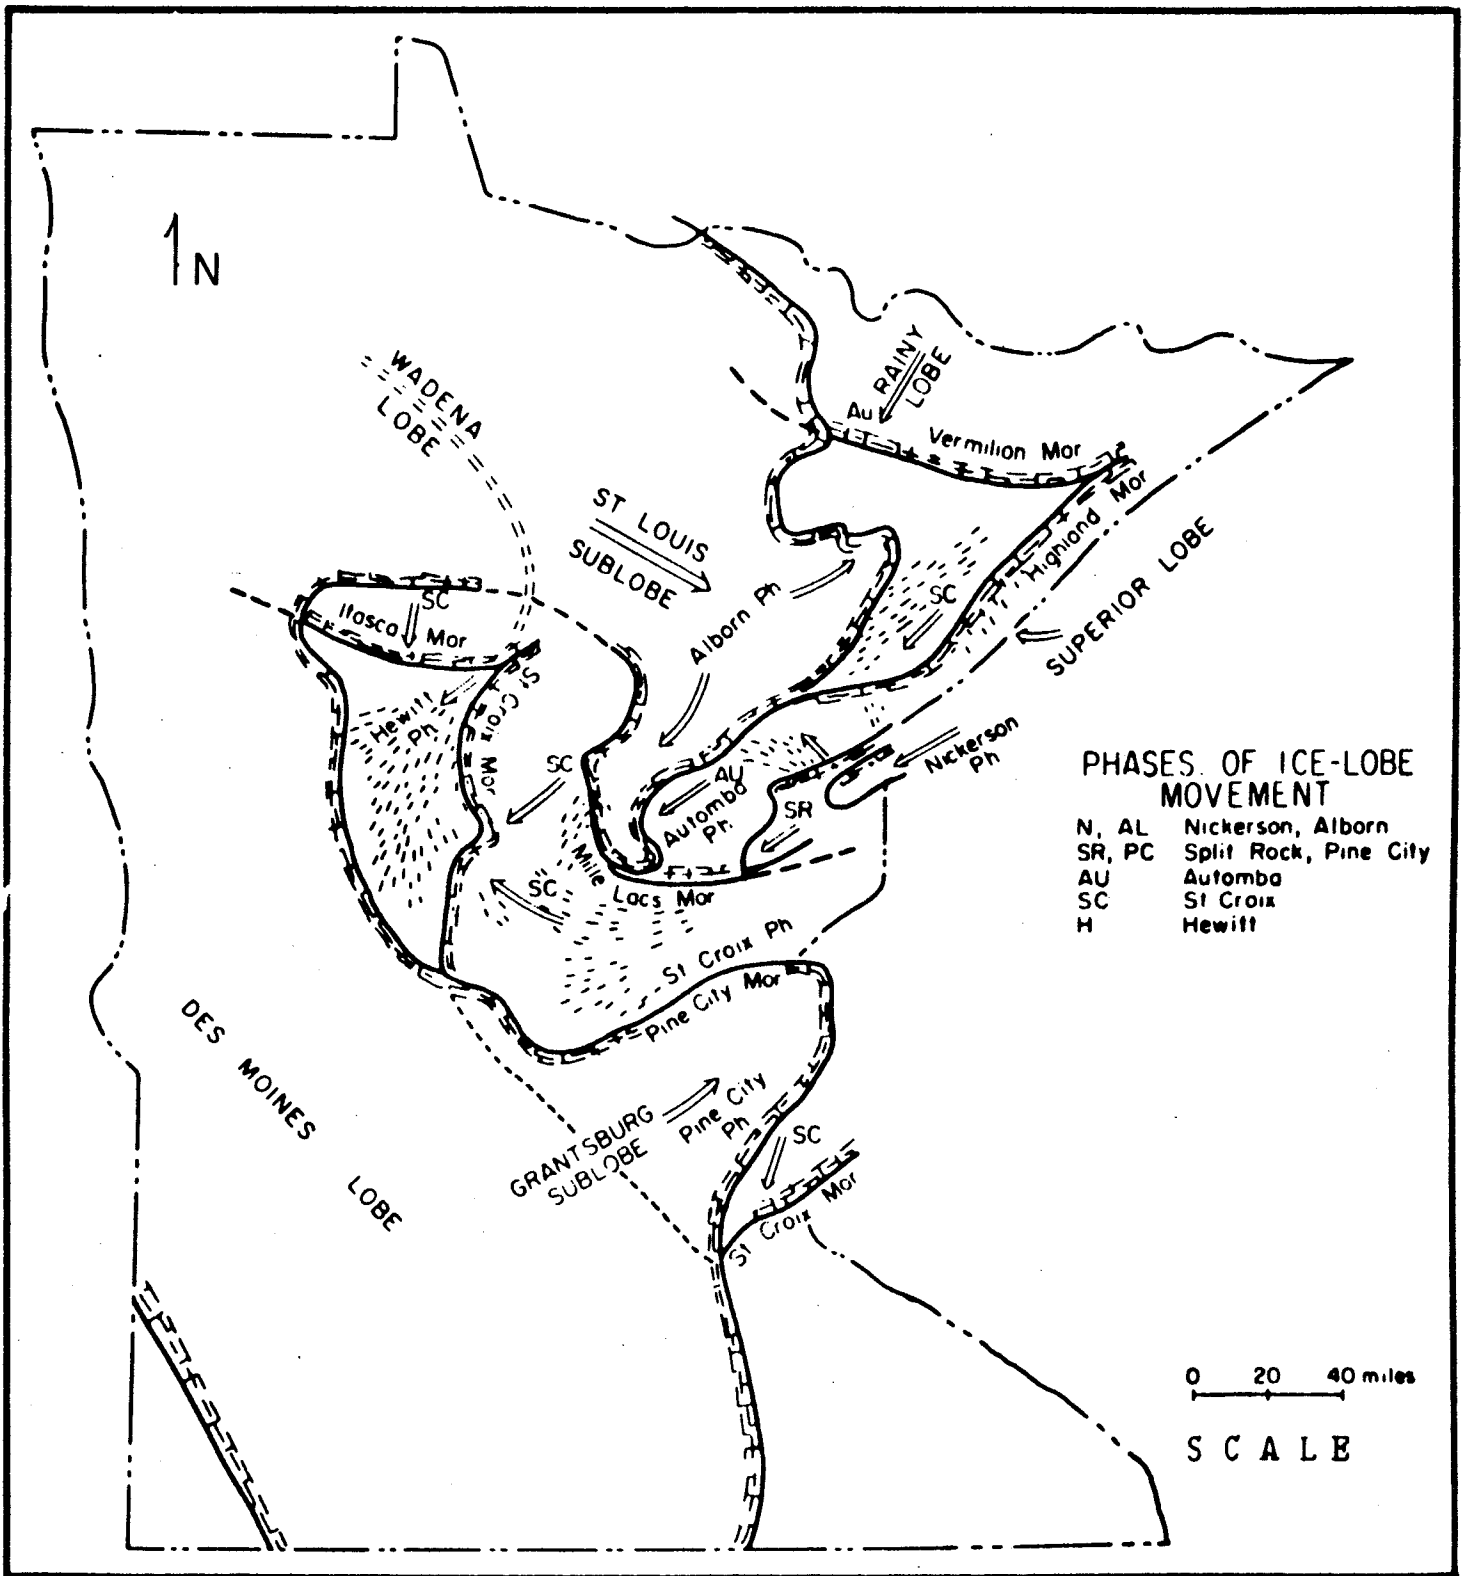 N
WADENA
LOBE
RAINY
LOBE
Au
Vermilion Mor
ST LOUIS
SUBLOBE
Highland Mor
SUPERIOR LOBE
SC
Itasca Mor
SC
Alborn Ph
St Croix Mor
Hewitt
Ph
SC
AU
Automba
Ph
SR
Nickerson
Ph
Mille Lacs Mor
SC
St Croix Ph
Pine City Mor
PHASES OF ICE-LOBE
MOVEMENT
N, AL Nickerson, Alborn
SR, PC Split Rock, Pine City
AU Automba
SC St Croix
H Hewitt
DES MOINES LOBE
GRANTSBURG
SUBLOBE
Pine City
Ph
SC
St Croix Mor
0 20 40 miles
SCALE